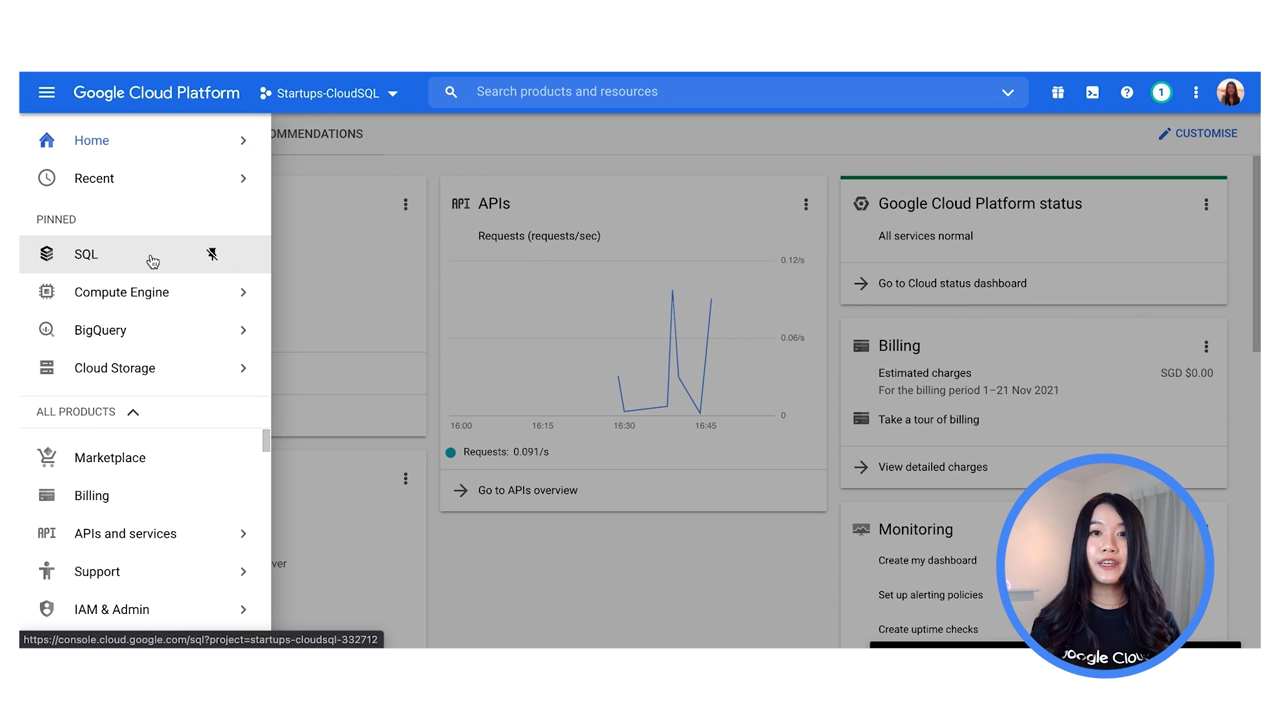 Google Cloud Platform
Startups-CloudSQL
Search products and resources
1
Home
OMMENDATIONS
CUSTOMISE
Recent
PINNED
SQL
Compute Engine
BigQuery
Cloud Storage
ALL PRODUCTS
Marketplace
Billing
API APIs and services
Support
IAM & Admin
https://console.cloud.google.com/sql?project=startups-cloudsql-332712
ver
API APIs
Requests (requests/sec)
0.12/s
0.06/s
0
16:00 16:15 16:30 16:45
Requests: 0.091/s
Go to APIs overview
Google Cloud Platform status
All services normal
Go to Cloud status dashboard
Billing
Estimated charges SGD $0.00
For the billing period 1–21 Nov 2021
Take a tour of billing
View detailed charges
Monitoring
Create my dashboard
Set up alerting policies
Create uptime checks
oogle Clou